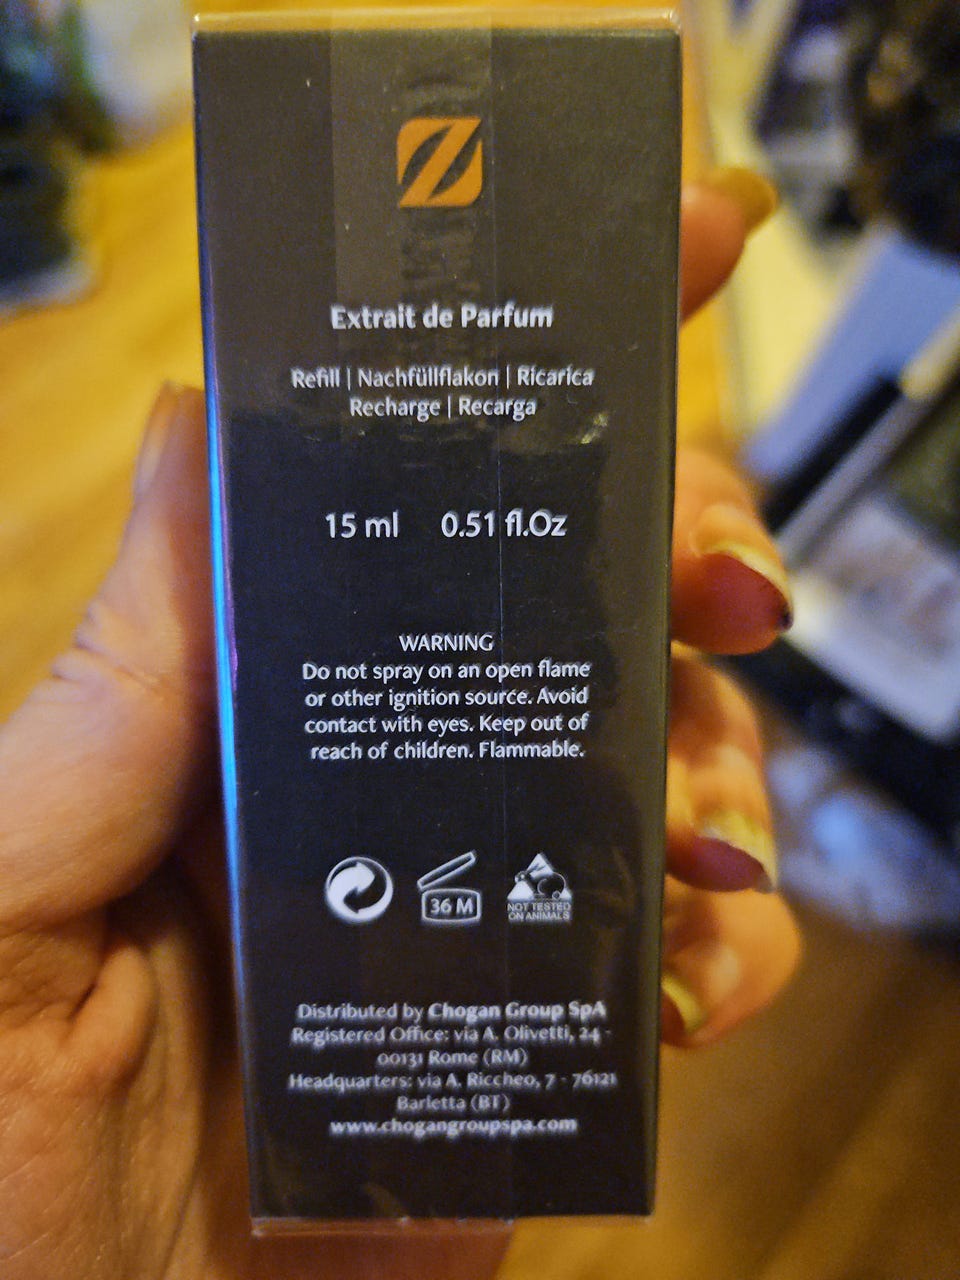 Extrait de Parfum
Refill | Nachfüllflakon | Ricarica
Recharge | Recarga
15 ml 0.51 fl.Oz
WARNING
Do not spray on an open flame
or other ignition source. Avoid
contact with eyes. Keep out of
reach of children. Flammable.
36 M
NOT TESTED
ON ANIMALS
Distributed by Chogan Group SpA
Registered Office: via A. Olivetti, 24 -
00131 Rome (RM)
Headquarters: via A. Riccheo, 7 - 76121
Barletta (BT)
www.chogangroupspa.com